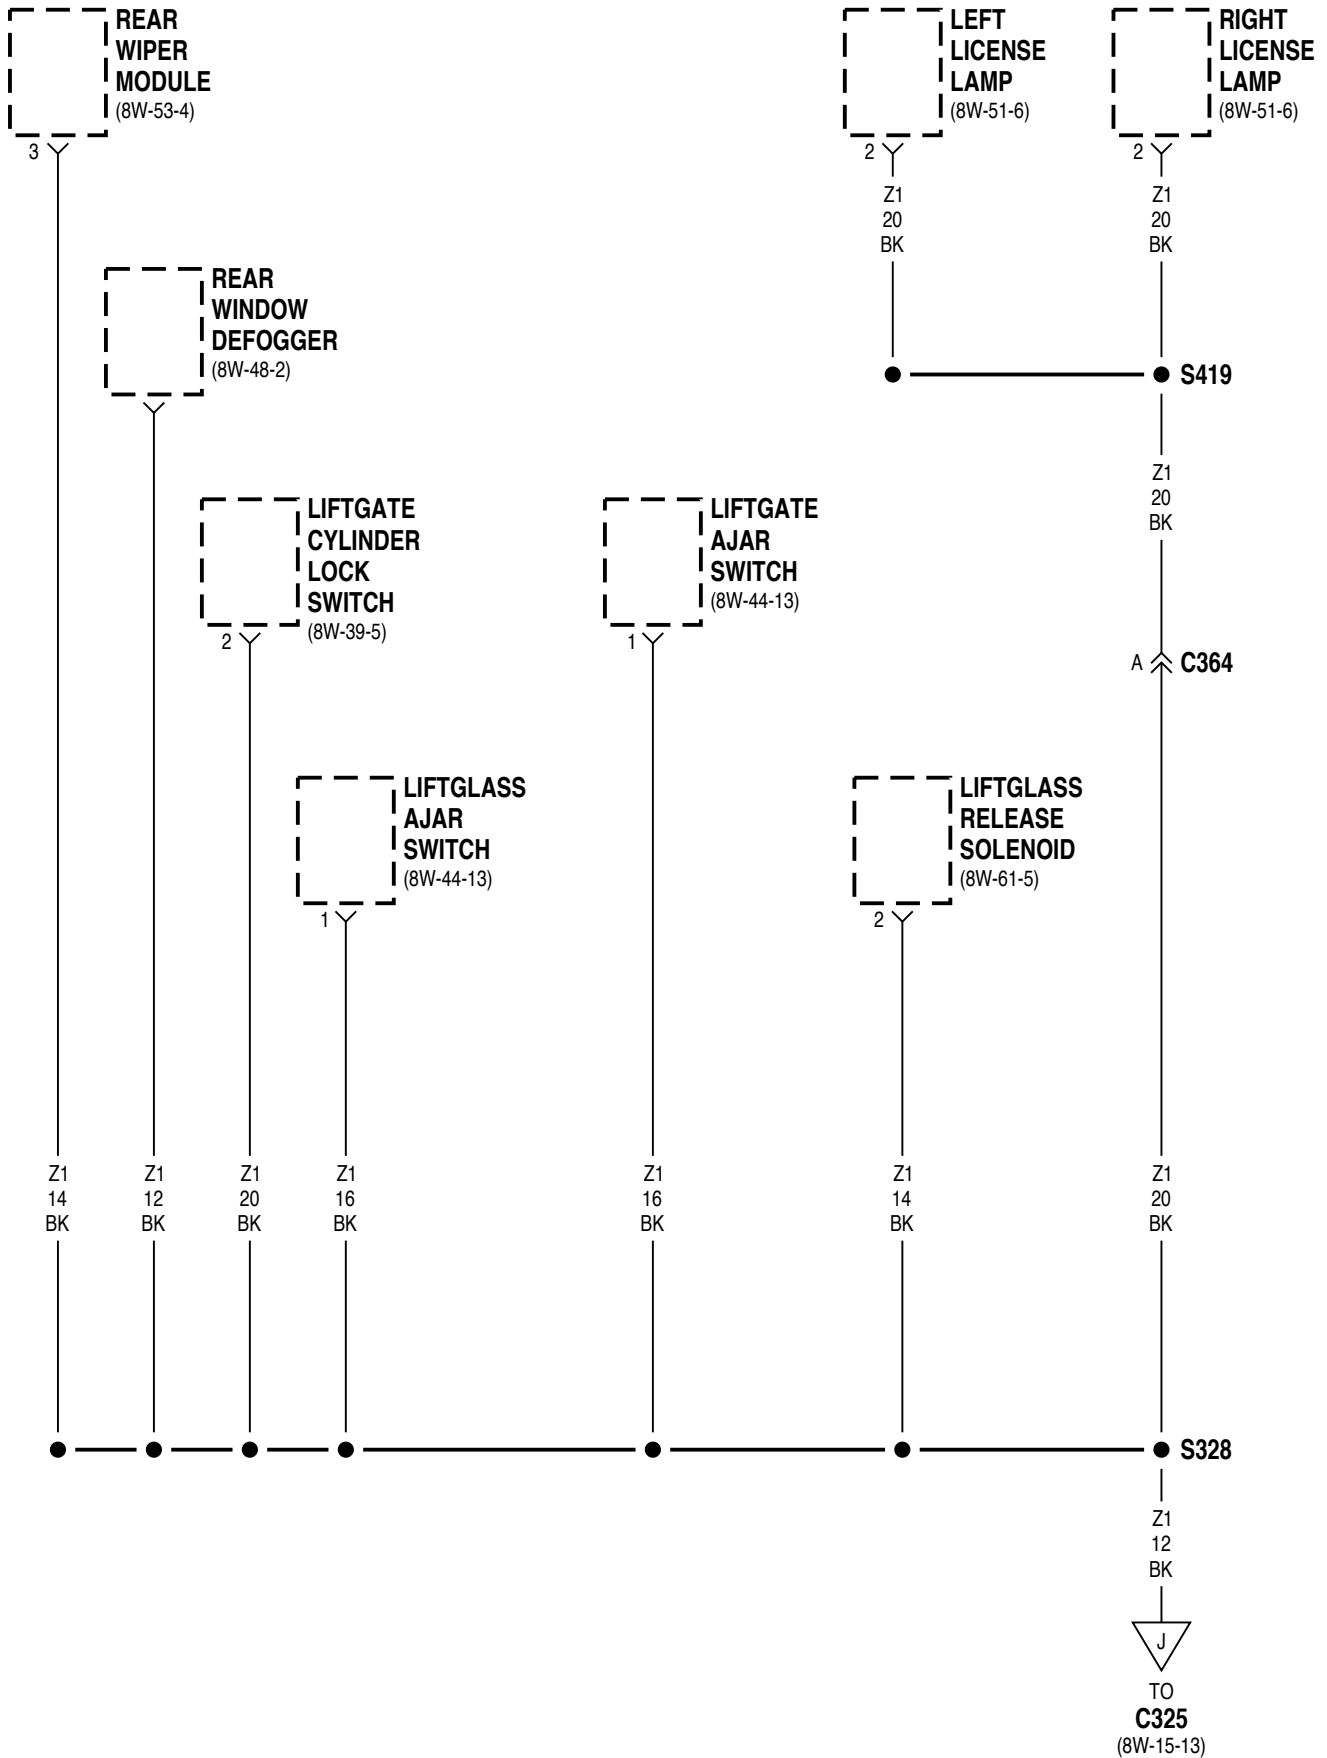 REAR
WIPER
MODULE
(8W-53-4)
3
LEFT
LICENSE
LAMP
(8W-51-6)
2
RIGHT
LICENSE
LAMP
(8W-51-6)
2
Z1
20
BK
Z1
20
BK
REAR
WINDOW
DEFOGGER
(8W-48-2)
S419
Z1
20
BK
LIFTGATE
CYLINDER
LOCK
SWITCH
(8W-39-5)
2
LIFTGATE
AJAR
SWITCH
(8W-44-13)
1
A
C364
LIFTGLASS
AJAR
SWITCH
(8W-44-13)
1
LIFTGLASS
RELEASE
SOLENOID
(8W-61-5)
2
Z1
14
BK
Z1
12
BK
Z1
20
BK
Z1
16
BK
Z1
16
BK
Z1
14
BK
Z1
20
BK
S328
Z1
12
BK
J
TO
C325
(8W-15-13)